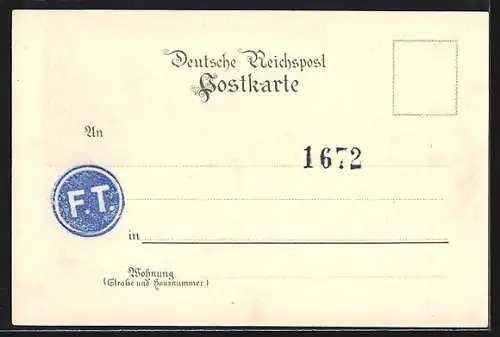 Deutsche Reichspost
Postkarte
An
1672
F.T.
in
Wohnung
(Straße und Hausnummer)